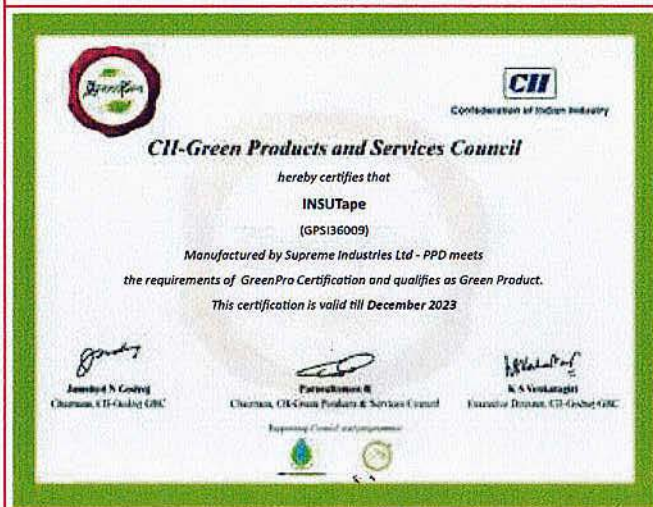 GreenPro
CII
Confederation of Indian Industry
CII-Green Products and Services Council
hereby certifies that
INSUTape
(GPSI36009)
Manufactured by Supreme Industries Ltd - PPD meets
the requirements of GreenPro Certification and qualifies as Green Product.
This certification is valid till December 2023
Jamshyd N Godrej
Chairman, CII-Godrej GBC
Chairman, CII-Green Products & Services Council
K S Venkatagiri
Executive Director, CII-Godrej GBC